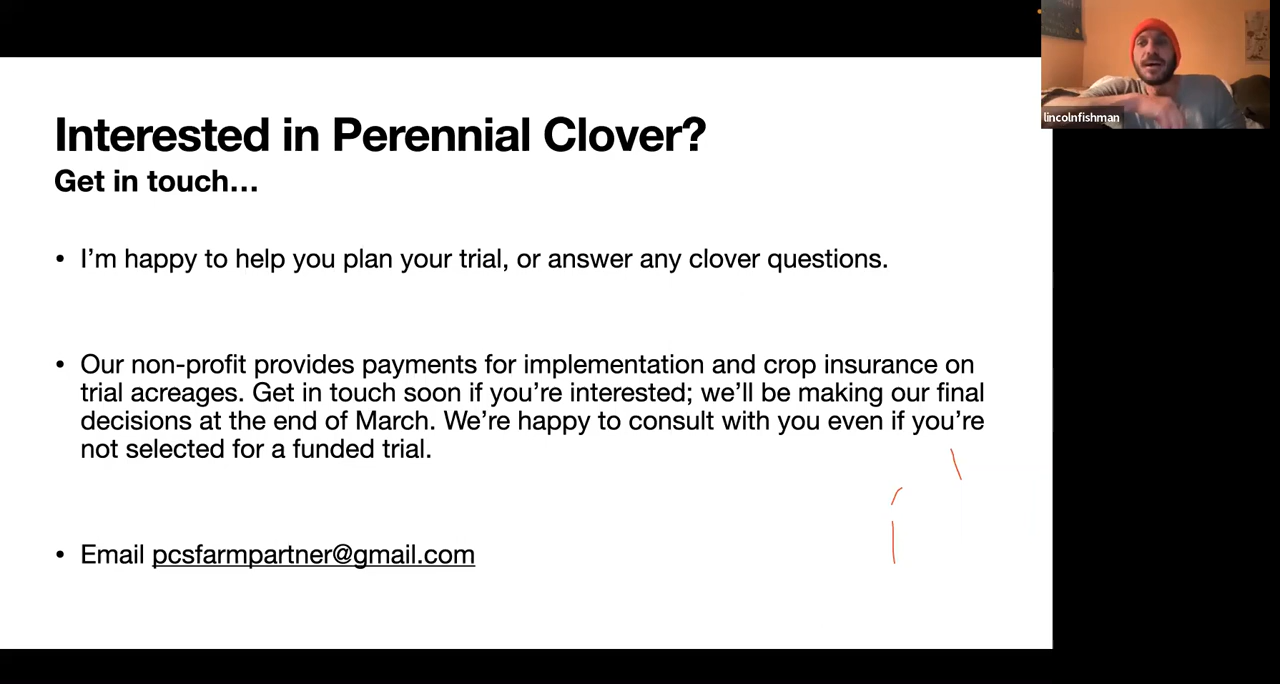 Interested in Perennial Clover?
Get in touch…
• I’m happy to help you plan your trial, or answer any clover questions.
• Our non-profit provides payments for implementation and crop insurance on
trial acreages. Get in touch soon if you’re interested; we’ll be making our final
decisions at the end of March. We’re happy to consult with you even if you’re
not selected for a funded trial.
• Email pcsfarmpartner@gmail.com
lincolnfishman